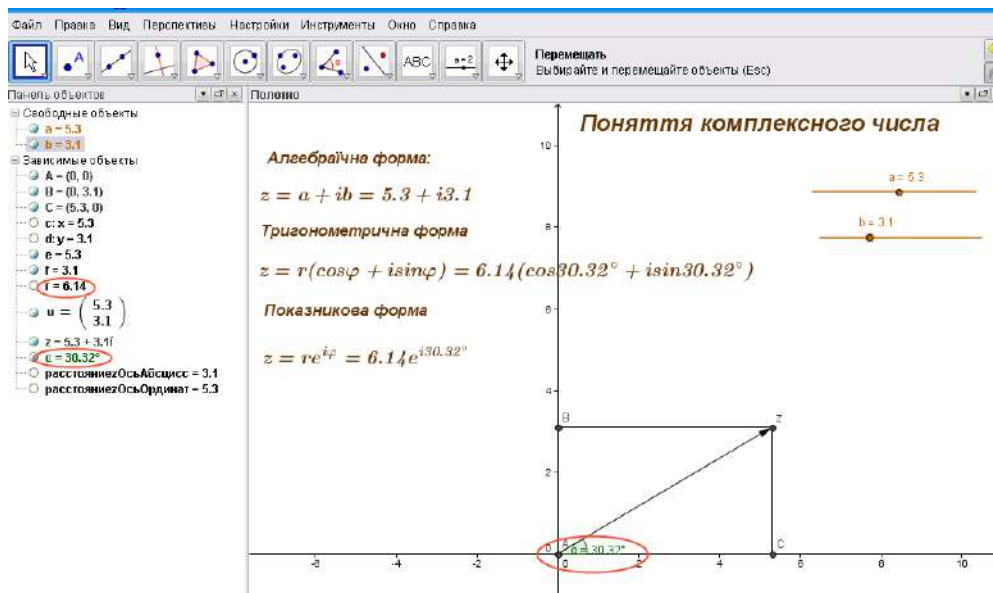 Файл Правка Вид Перспективы Настройки Инструменты Окно Справка
A
ABC
a=2
Перемещать
Выбирайте и перемещайте объекты (Esc)
Панель объектов
Полотно
Свободные объекты
a = 5.3
b = 3.1
Зависимые объекты
A = (0, 0)
B = (0, 3.1)
C = (5.3, 0)
c: x = 5.3
d: y = 3.1
e = 5.3
f = 3.1
r = 6.14
u = ( 5.3
3.1 )
z = 5.3 + 3.1i
α = 30.32°
расстояниеzОсьАбсцисс = 3.1
расстояниеzОсьОрдинат = 5.3
Поняття комплексного числа
Алгебраїчна форма:
z = a + ib = 5.3 + i3.1
Тригонометрична форма
z = r(cosφ + isinφ) = 6.14(cos30.32° + isin30.32°)
Показникова форма
z = re^{iφ} = 6.14e^{i30.32°}
a = 5.3
b = 3.1
10
8
6
4
2
0
B
z
A
α = 30.32°
C
-6 -4 -2 0 2 4 6 8 10